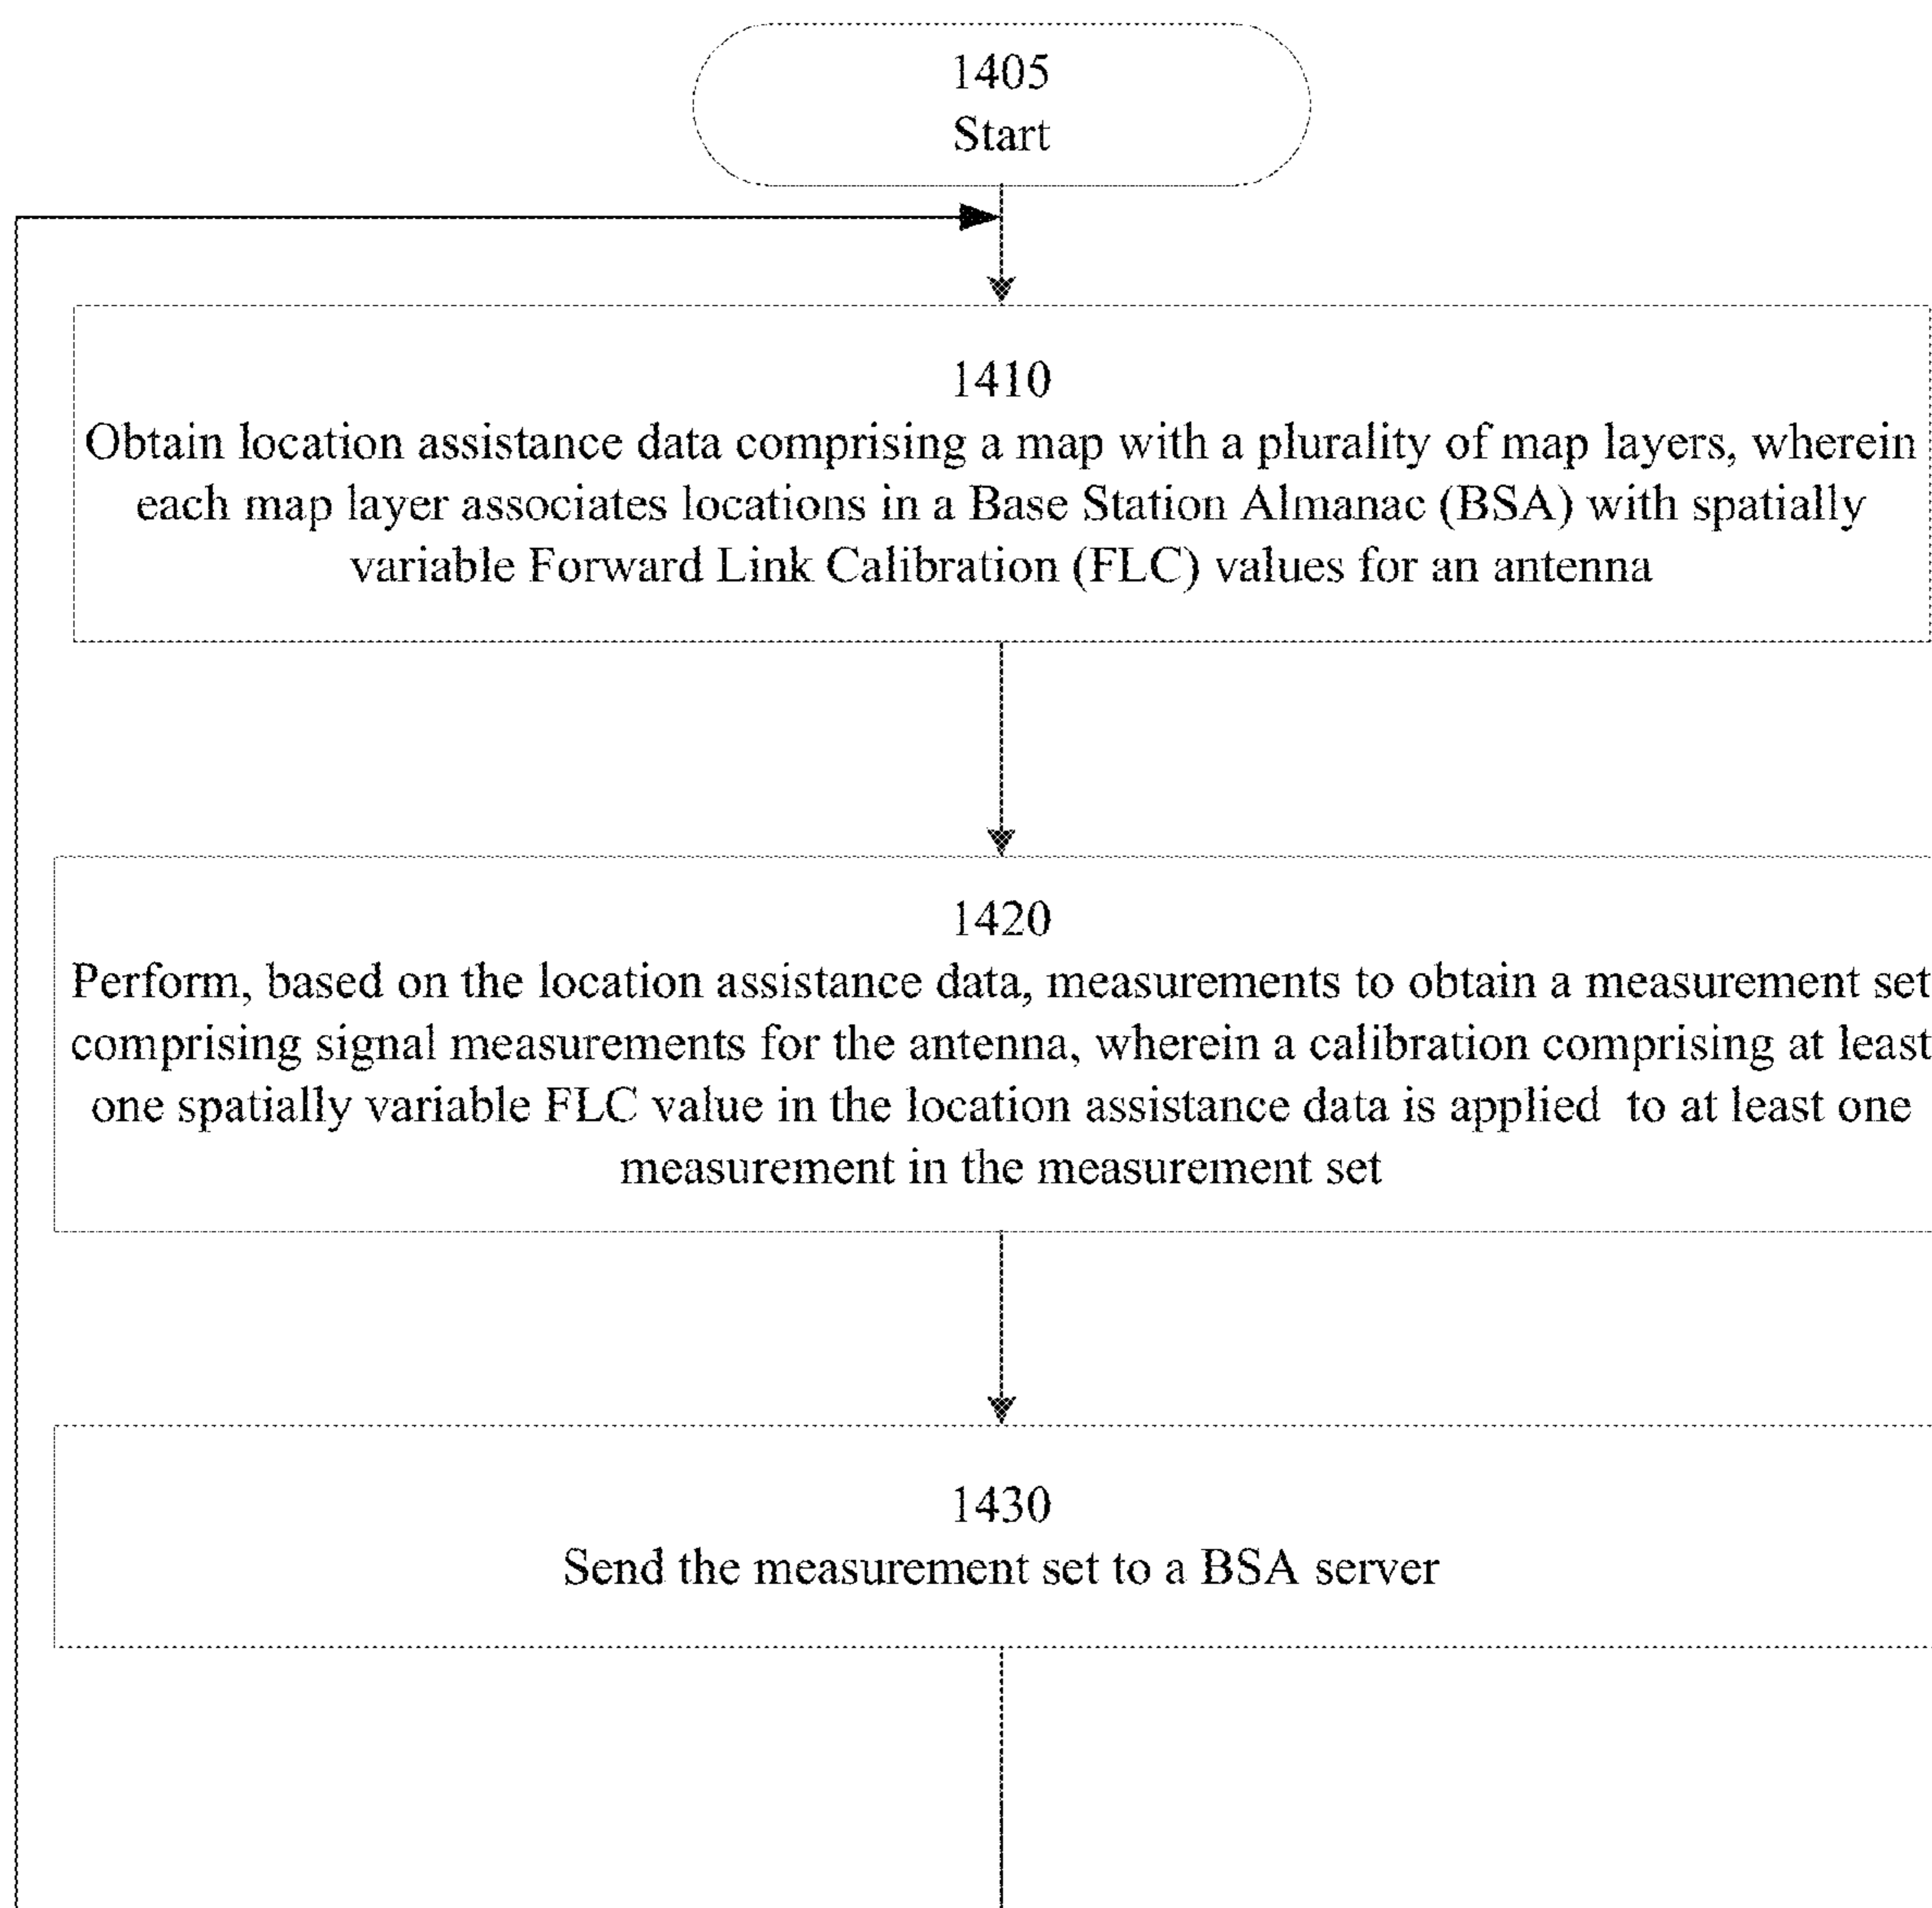 1405
Start
1410
Obtain location assistance data comprising a map with a plurality of map layers, wherein
each map layer associates locations in a Base Station Almanac (BSA) with spatially
variable Forward Link Calibration (FLC) values for an antenna
1420
Perform, based on the location assistance data, measurements to obtain a measurement set
comprising signal measurements for the antenna, wherein a calibration comprising at least
one spatially variable FLC value in the location assistance data is applied  to at least one
measurement in the measurement set
1430
Send the measurement set to a BSA server